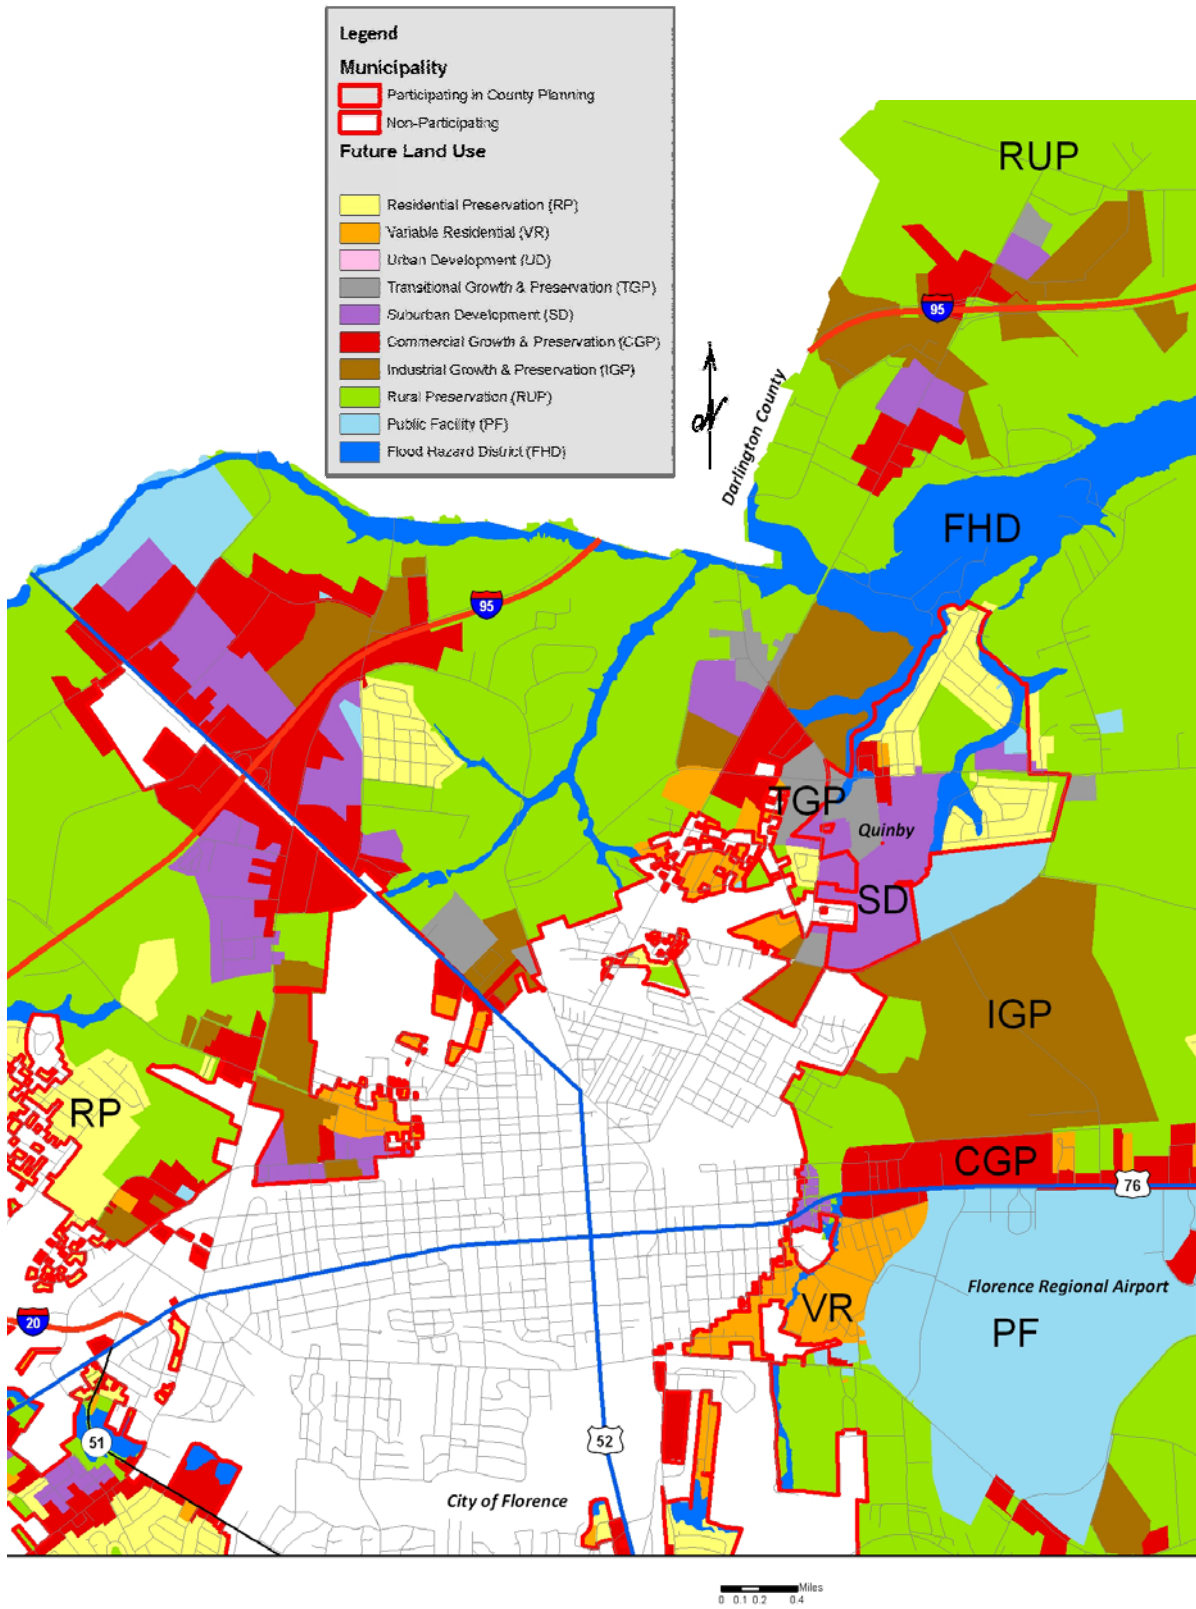 Legend
Municipality
Participating in County Planning
Non-Participating
Future Land Use
Residential Preservation (RP)
Variable Residential (VR)
Urban Development (UD)
Transitional Growth & Preservation (TGP)
Suburban Development (SD)
Commercial Growth & Preservation (CGP)
Industrial Growth & Preservation (IGP)
Rural Preservation (RUP)
Public Facility (PF)
Flood Hazard District (FHD)
RUP
95
N
Darlington County
FHD
95
TGP
Quinby
SD
IGP
RP
CGP
76
Florence Regional Airport
VR
PF
20
51
52
City of Florence
Miles
0 0.1 0.2 0.4